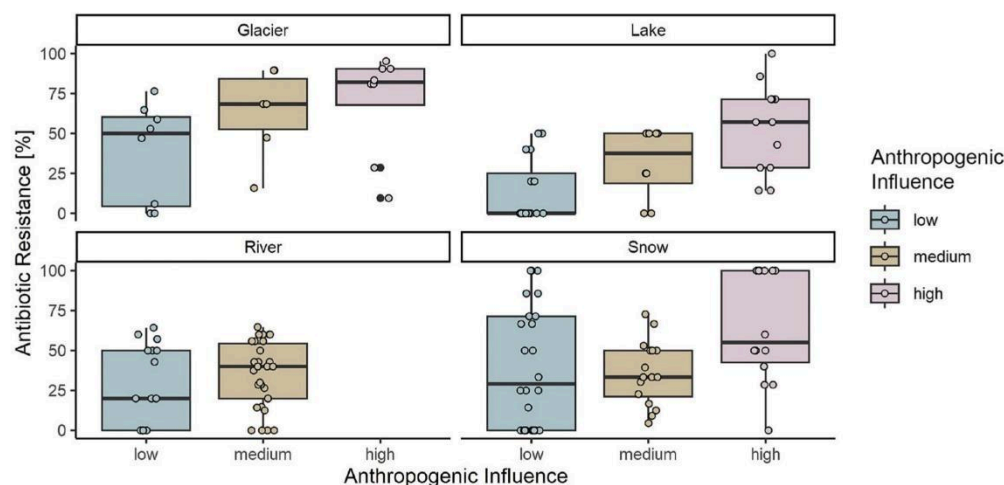 Glacier
Lake
100
75
50
25
0
River
Snow
100
75
50
25
0
low
medium
high
low
medium
high
Antibiotic Resistance [%]
Anthropogenic Influence
Anthropogenic
Influence
low
medium
high